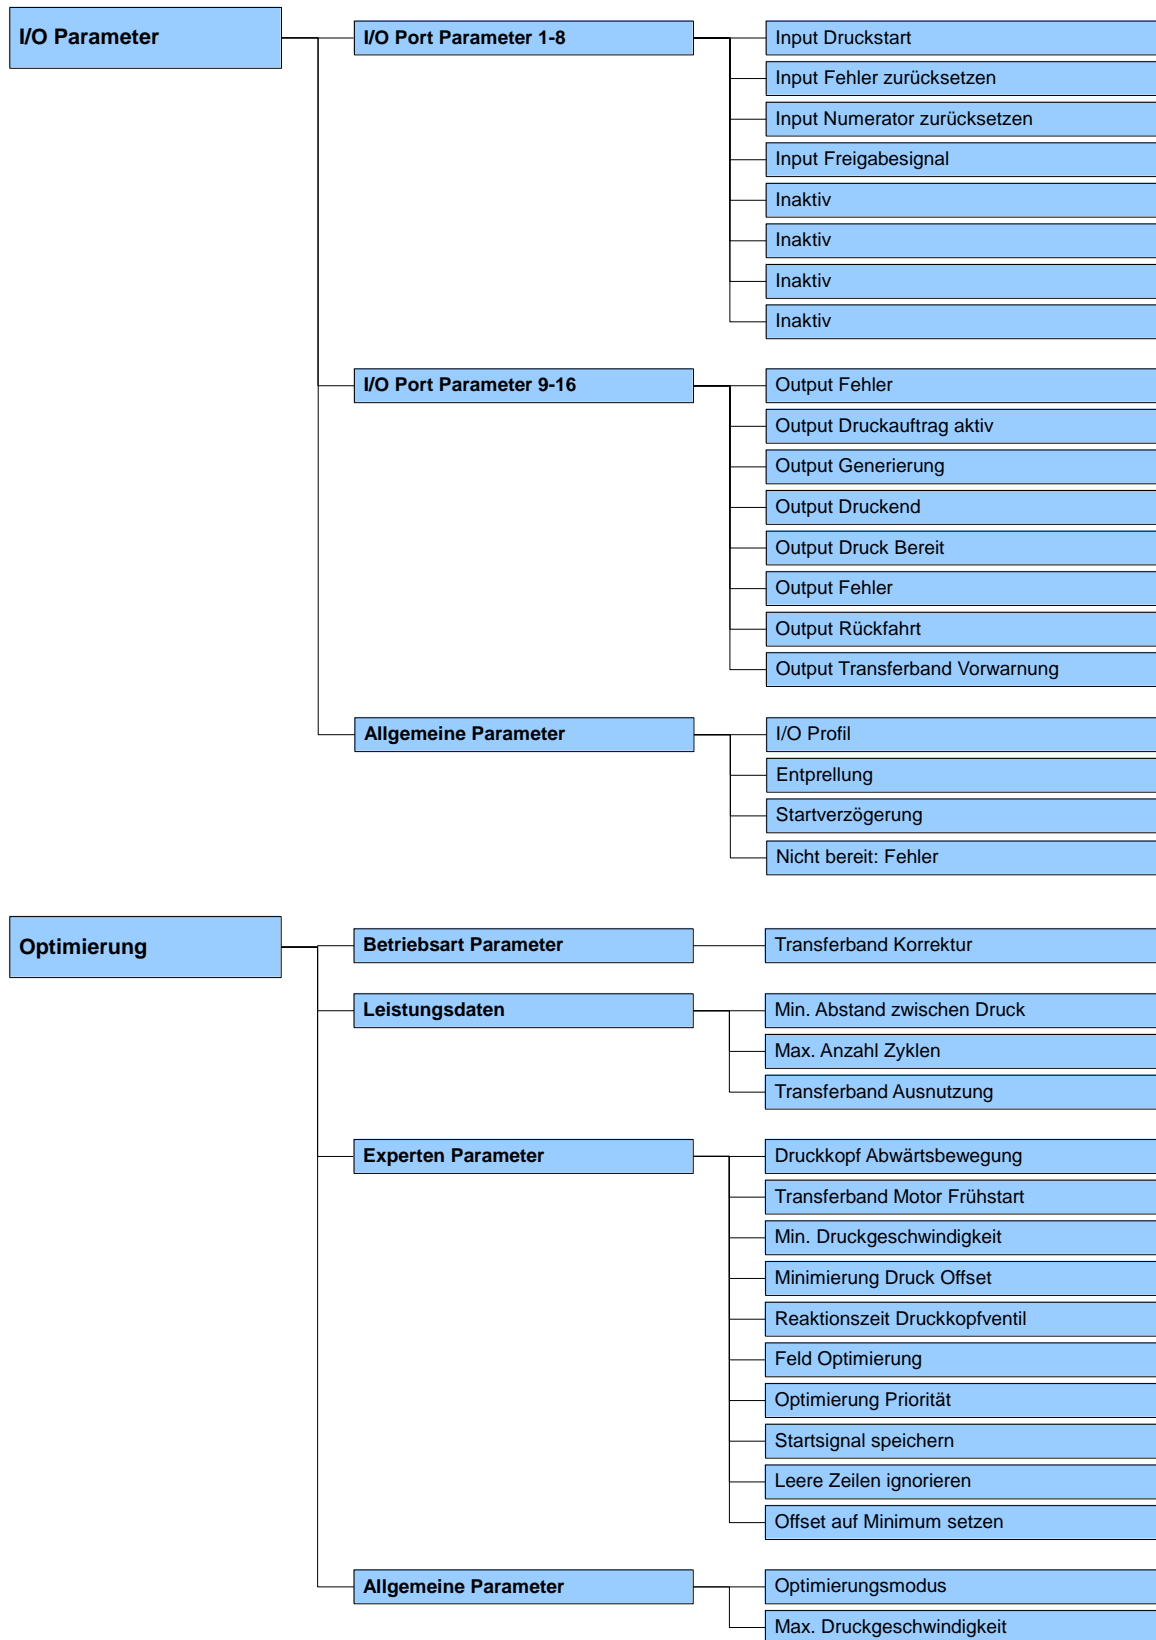 I/O Parameter
I/O Port Parameter 1-8
Input Druckstart
Input Fehler zurücksetzen
Input Numerator zurücksetzen
Input Freigabesignal
Inaktiv
Inaktiv
Inaktiv
Inaktiv
I/O Port Parameter 9-16
Output Fehler
Output Druckauftrag aktiv
Output Generierung
Output Druckend
Output Druck Bereit
Output Fehler
Output Rückfahrt
Output Transferband Vorwarnung
Allgemeine Parameter
I/O Profil
Entprellung
Startverzögerung
Nicht bereit: Fehler
Optimierung
Betriebsart Parameter
Transferband Korrektur
Leistungsdaten
Min. Abstand zwischen Druck
Max. Anzahl Zyklen
Transferband Ausnutzung
Experten Parameter
Druckkopf Abwärtsbewegung
Transferband Motor Frühstart
Min. Druckgeschwindigkeit
Minimierung Druck Offset
Reaktionszeit Druckkopfventil
Feld Optimierung
Optimierung Priorität
Startsignal speichern
Leere Zeilen ignorieren
Offset auf Minimum setzen
Allgemeine Parameter
Optimierungsmodus
Max. Druckgeschwindigkeit